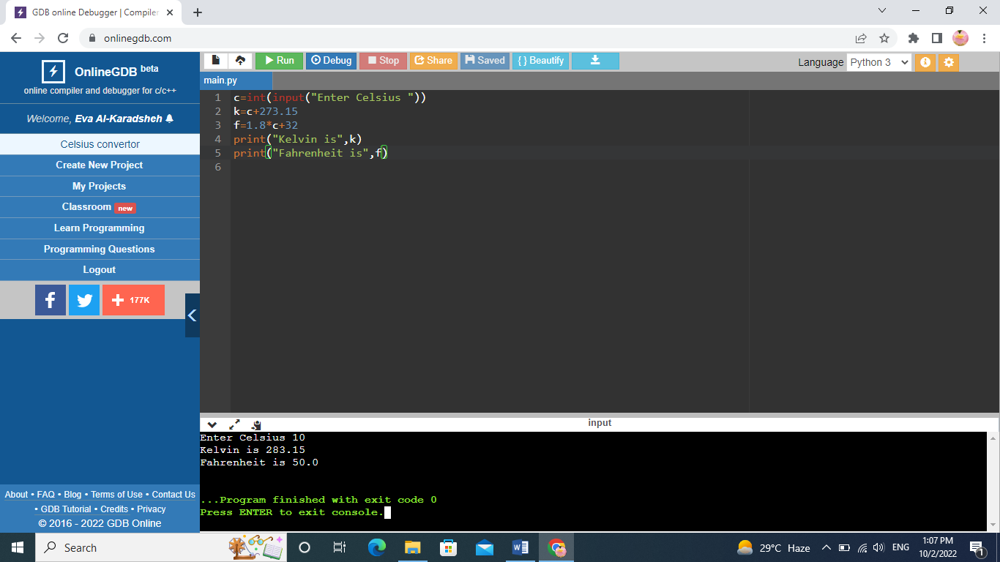 GDB online Debugger | Compiler
onlinegdb.com
OnlineGDB beta
online compiler and debugger for c/c++
Welcome, Eva Al-Karadsheh
Celsius convertor
Create New Project
My Projects
Classroom new
Learn Programming
Programming Questions
Logout
177K
About • FAQ • Blog • Terms of Use • Contact Us
• GDB Tutorial • Credits • Privacy
© 2016 - 2022 GDB Online
Run Debug Stop Share Saved { } Beautify
Language Python 3
main.py
1 c=int(input("Enter Celsius "))
2 k=c+273.15
3 f=1.8*c+32
4 print("Kelvin is",k)
5 print("Fahrenheit is",f)
6
input
Enter Celsius 10
Kelvin is 283.15
Fahrenheit is 50.0
...Program finished with exit code 0
Press ENTER to exit console.
Search
29°C Haze
ENG
1:07 PM
10/2/2022
1